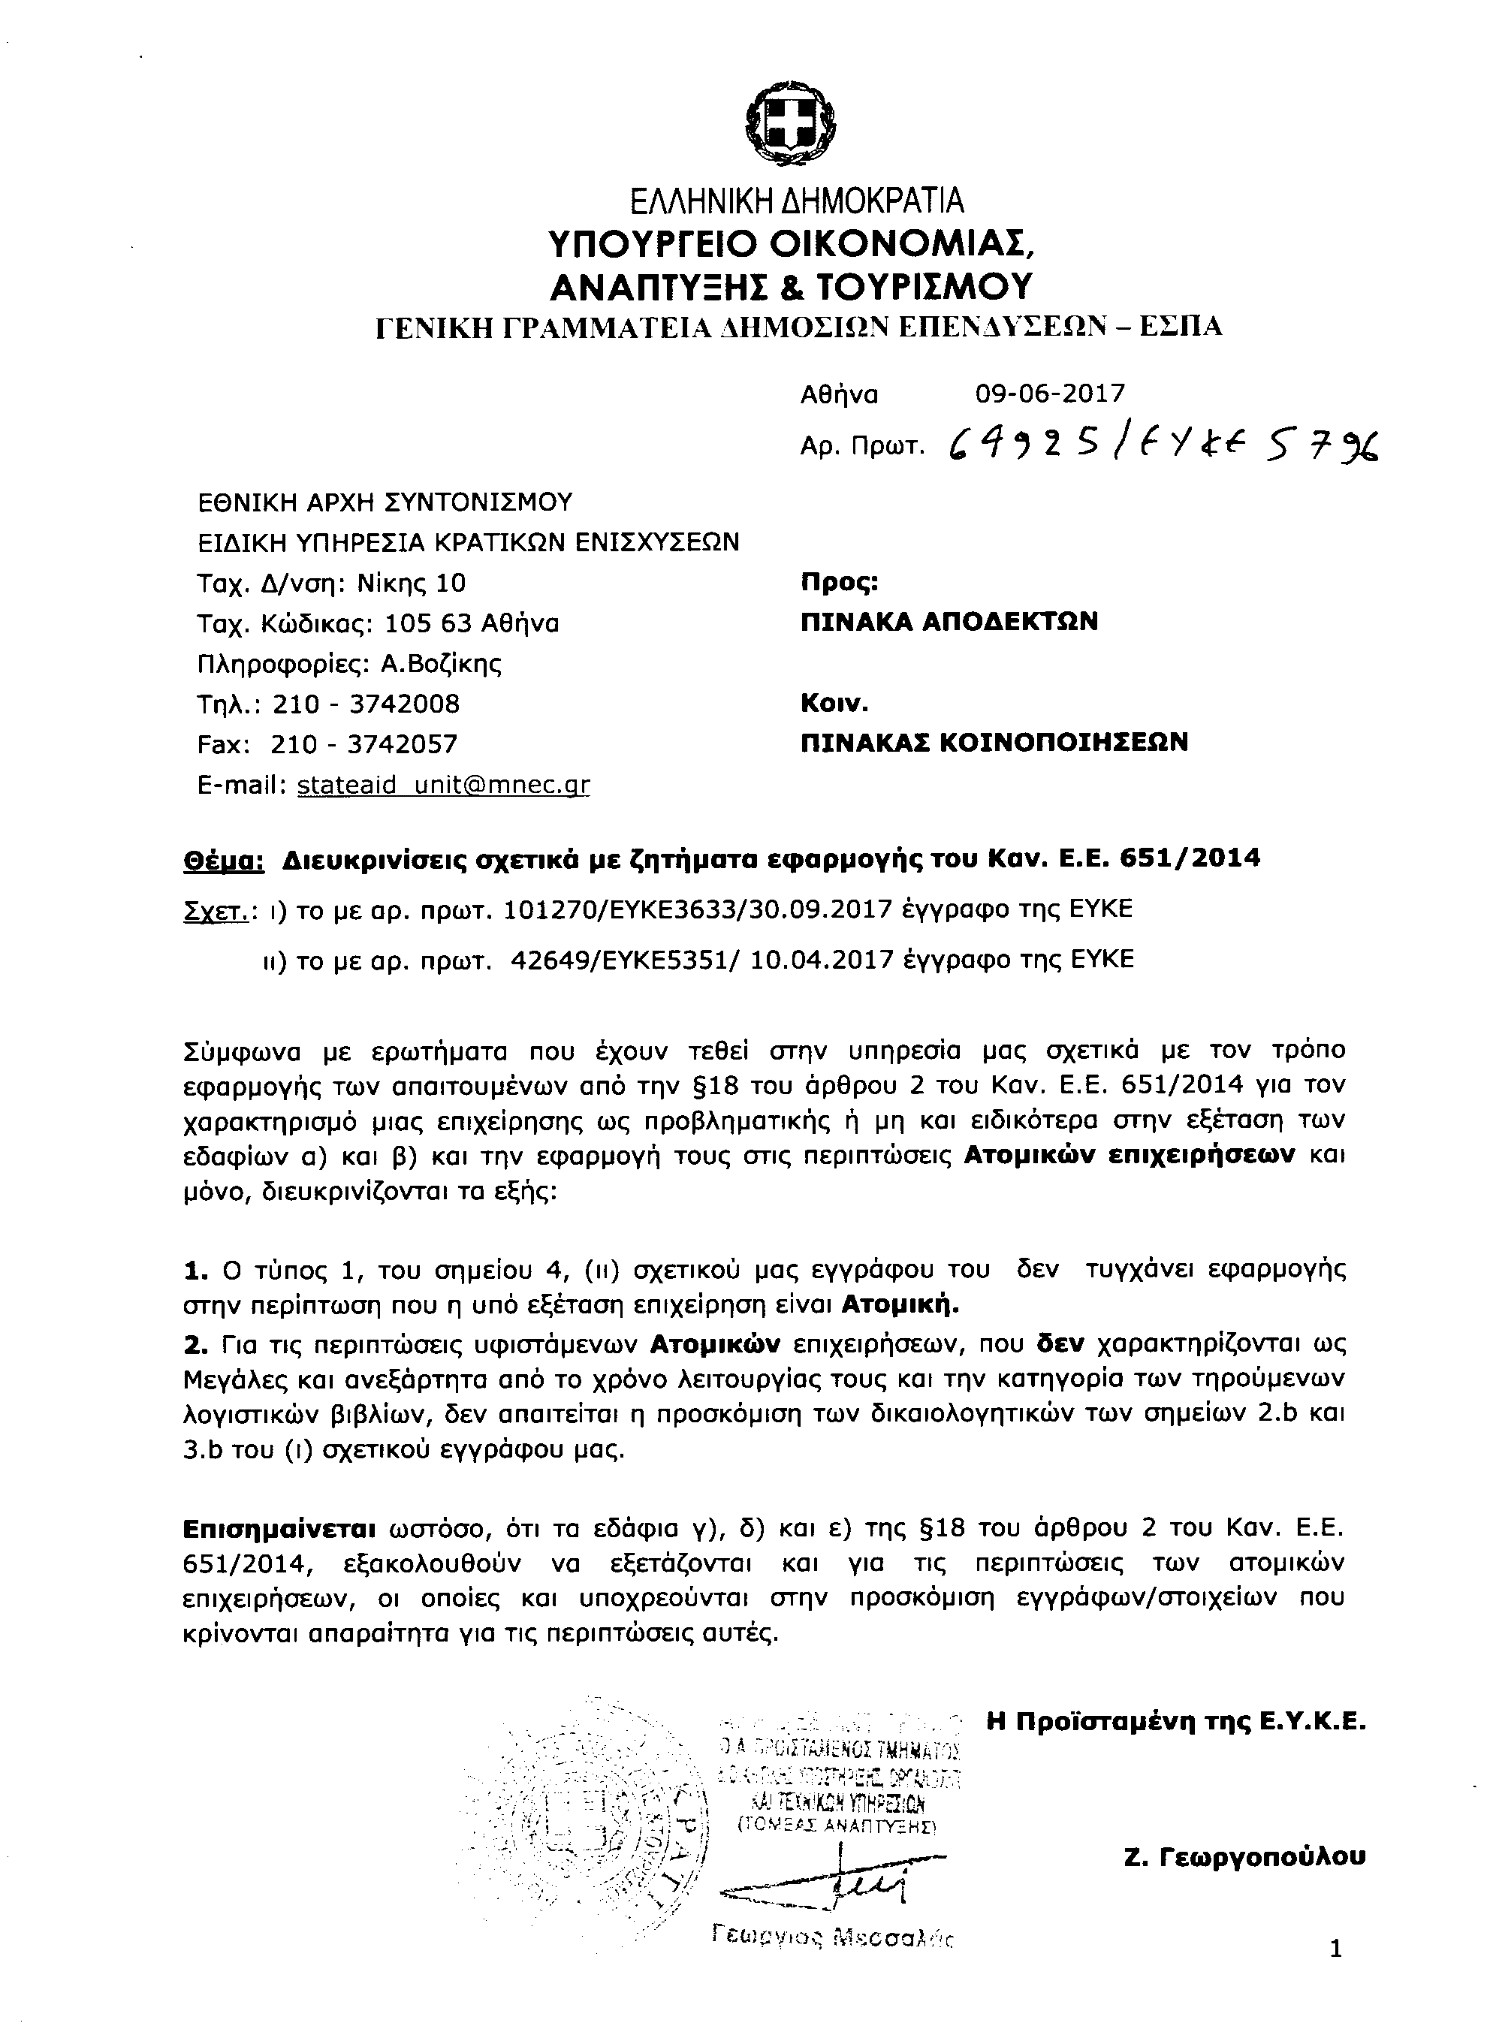 ΕΛΛΗΝΙΚΗ ΔΗΜΟΚΡΑΤΙΑ
ΥΠΟΥΡΓΕΙΟ ΟΙΚΟΝΟΜΙΑΣ,
ΑΝΑΠΤΥΞΗΣ & ΤΟΥΡΙΣΜΟΥ
ΓΕΝΙΚΗ ΓΡΑΜΜΑΤΕΙΑ ΔΗΜΟΣΙΩΝ ΕΠΕΝΔΥΣΕΩΝ – ΕΣΠΑ
Αθήνα 09-06-2017
Αρ. Πρωτ. 64925/ΕΥΚΕ 5796
ΕΘΝΙΚΗ ΑΡΧΗ ΣΥΝΤΟΝΙΣΜΟΥ
ΕΙΔΙΚΗ ΥΠΗΡΕΣΙΑ ΚΡΑΤΙΚΩΝ ΕΝΙΣΧΥΣΕΩΝ
Ταχ. Δ/νση: Νίκης 10
Ταχ. Κώδικας: 105 63 Αθήνα
Πληροφορίες: Α.Βοζίκης
Τηλ.: 210 - 3742008
Fax: 210 - 3742057
E-mail: stateaid_unit@mnec.gr
Προς:
ΠΙΝΑΚΑ ΑΠΟΔΕΚΤΩΝ
Κοιν.
ΠΙΝΑΚΑΣ ΚΟΙΝΟΠΟΙΗΣΕΩΝ
Θέμα: Διευκρινίσεις σχετικά με ζητήματα εφαρμογής του Καν. Ε.Ε. 651/2014
Σχετ.: ι) το με αρ. πρωτ. 101270/ΕΥΚΕ3633/30.09.2017 έγγραφο της ΕΥΚΕ
ιι) το με αρ. πρωτ. 42649/ΕΥΚΕ5351/ 10.04.2017 έγγραφο της ΕΥΚΕ
Σύμφωνα με ερωτήματα που έχουν τεθεί στην υπηρεσία μας σχετικά με τον τρόπο
εφαρμογής των απαιτουμένων από την §18 του άρθρου 2 του Καν. Ε.Ε. 651/2014 για τον
χαρακτηρισμό μιας επιχείρησης ως προβληματικής ή μη και ειδικότερα στην εξέταση των
εδαφίων α) και β) και την εφαρμογή τους στις περιπτώσεις Ατομικών επιχειρήσεων και
μόνο, διευκρινίζονται τα εξής:
1. Ο τύπος 1, του σημείου 4, (ιι) σχετικού μας εγγράφου του δεν τυγχάνει εφαρμογής
στην περίπτωση που η υπό εξέταση επιχείρηση είναι Ατομική.
2. Για τις περιπτώσεις υφιστάμενων Ατομικών επιχειρήσεων, που δεν χαρακτηρίζονται ως
Μεγάλες και ανεξάρτητα από το χρόνο λειτουργίας τους και την κατηγορία των τηρούμενων
λογιστικών βιβλίων, δεν απαιτείται η προσκόμιση των δικαιολογητικών των σημείων 2.b και
3.b του (ι) σχετικού εγγράφου μας.
Επισημαίνεται ωστόσο, ότι τα εδάφια γ), δ) και ε) της §18 του άρθρου 2 του Καν. Ε.Ε.
651/2014, εξακολουθούν να εξετάζονται και για τις περιπτώσεις των ατομικών
επιχειρήσεων, οι οποίες και υποχρεούνται στην προσκόμιση εγγράφων/στοιχείων που
κρίνονται απαραίτητα για τις περιπτώσεις αυτές.
Η Προϊσταμένη της Ε.Υ.Κ.Ε.
ΠΡΟΪΣΤΑΜΕΝΟΣ ΤΜΗΜΑΤΟΣ
ΚΑΙ ΤΕΧΝΙΚΩΝ ΥΠΗΡΕΣΙΩΝ
(ΤΟΜΕΑΣ ΑΝΑΠΤΥΞΗΣ)
Ζ. Γεωργοπούλου
Γεώργιος
1